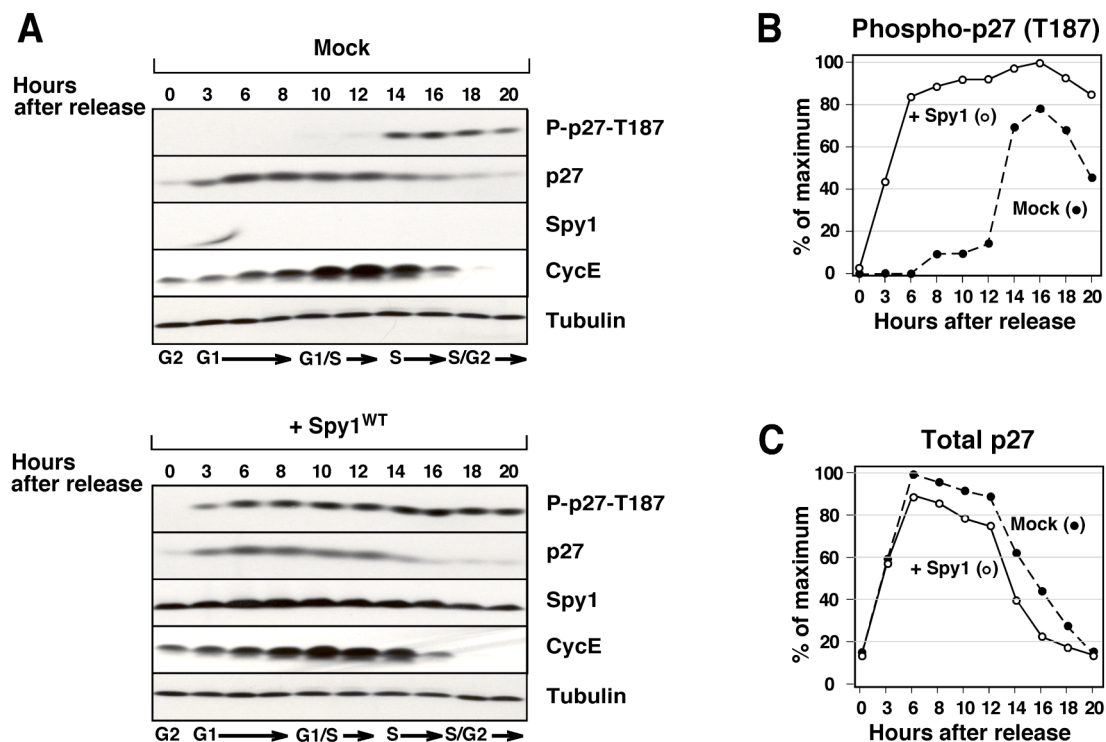 A
Mock
Hours
after release
0 3 6 8 10 12 14 16 18 20
P-p27-T187
p27
Spy1
CycE
Tubulin
G2 G1 G1/S S S/G2
+ Spy1WT
Hours
after release
0 3 6 8 10 12 14 16 18 20
P-p27-T187
p27
Spy1
CycE
Tubulin
G2 G1 G1/S S S/G2
B
Phospho-p27 (T187)
% of maximum
100
80
60
40
20
0
+ Spy1 (o)
Mock (●)
0 3 6 8 10 12 14 16 18 20
Hours after release
C
Total p27
% of maximum
100
80
60
40
20
0
Mock (●)
+ Spy1 (o)
0 3 6 8 10 12 14 16 18 20
Hours after release